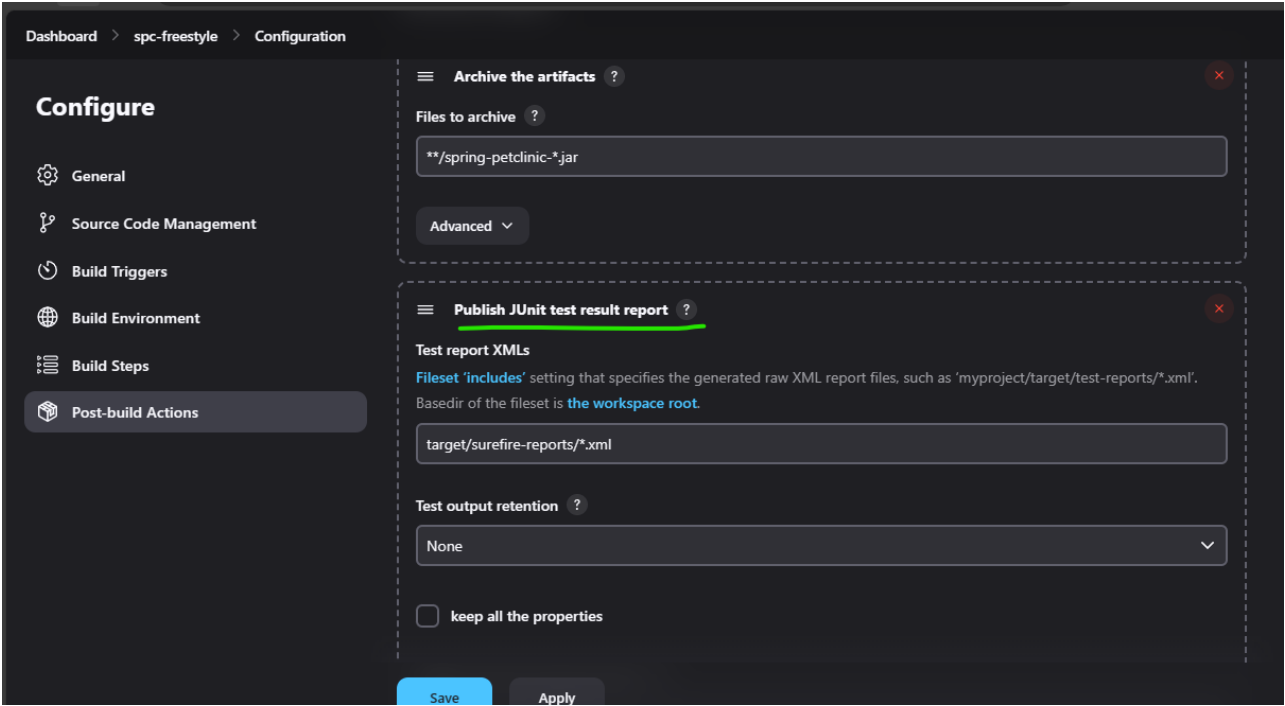 Dashboard > spc-freestyle > Configuration
Configure
General
Source Code Management
Build Triggers
Build Environment
Build Steps
Post-build Actions
Archive the artifacts ?
Files to archive ?
**/spring-petclinic-*.jar
Advanced
Publish JUnit test result report ?
Test report XMLs
Fileset ‘includes’ setting that specifies the generated raw XML report files, such as ‘myproject/target/test-reports/*.xml’.
Basedir of the fileset is the workspace root.
target/surefire-reports/*.xml
Test output retention ?
None
keep all the properties
Save Apply